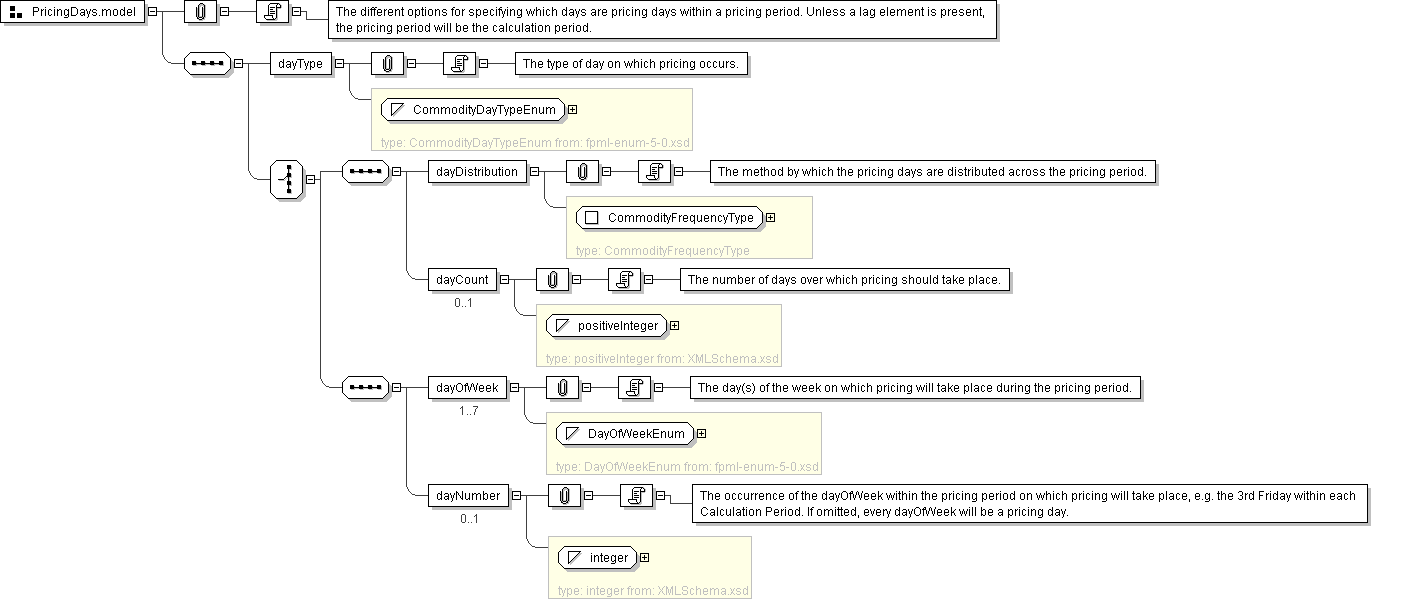 PricingDays.model
The different options for specifying which days are pricing days within a pricing period. Unless a lag element is present,
the pricing period will be the calculation period.
dayType
The type of day on which pricing occurs.
CommodityDayTypeEnum
type: CommodityDayTypeEnum from: fpml-enum-5-0.xsd
dayDistribution
The method by which the pricing days are distributed across the pricing period.
CommodityFrequencyType
type: CommodityFrequencyType
dayCount
The number of days over which pricing should take place.
0..1
positiveInteger
type: positiveInteger from: XMLSchema.xsd
dayOfWeek
The day(s) of the week on which pricing will take place during the pricing period.
1..7
DayOfWeekEnum
type: DayOfWeekEnum from: fpml-enum-5-0.xsd
dayNumber
The occurrence of the dayOfWeek within the pricing period on which pricing will take place, e.g. the 3rd Friday within each
Calculation Period. If omitted, every dayOfWeek will be a pricing day.
0..1
integer
type: integer from: XMLSchema.xsd